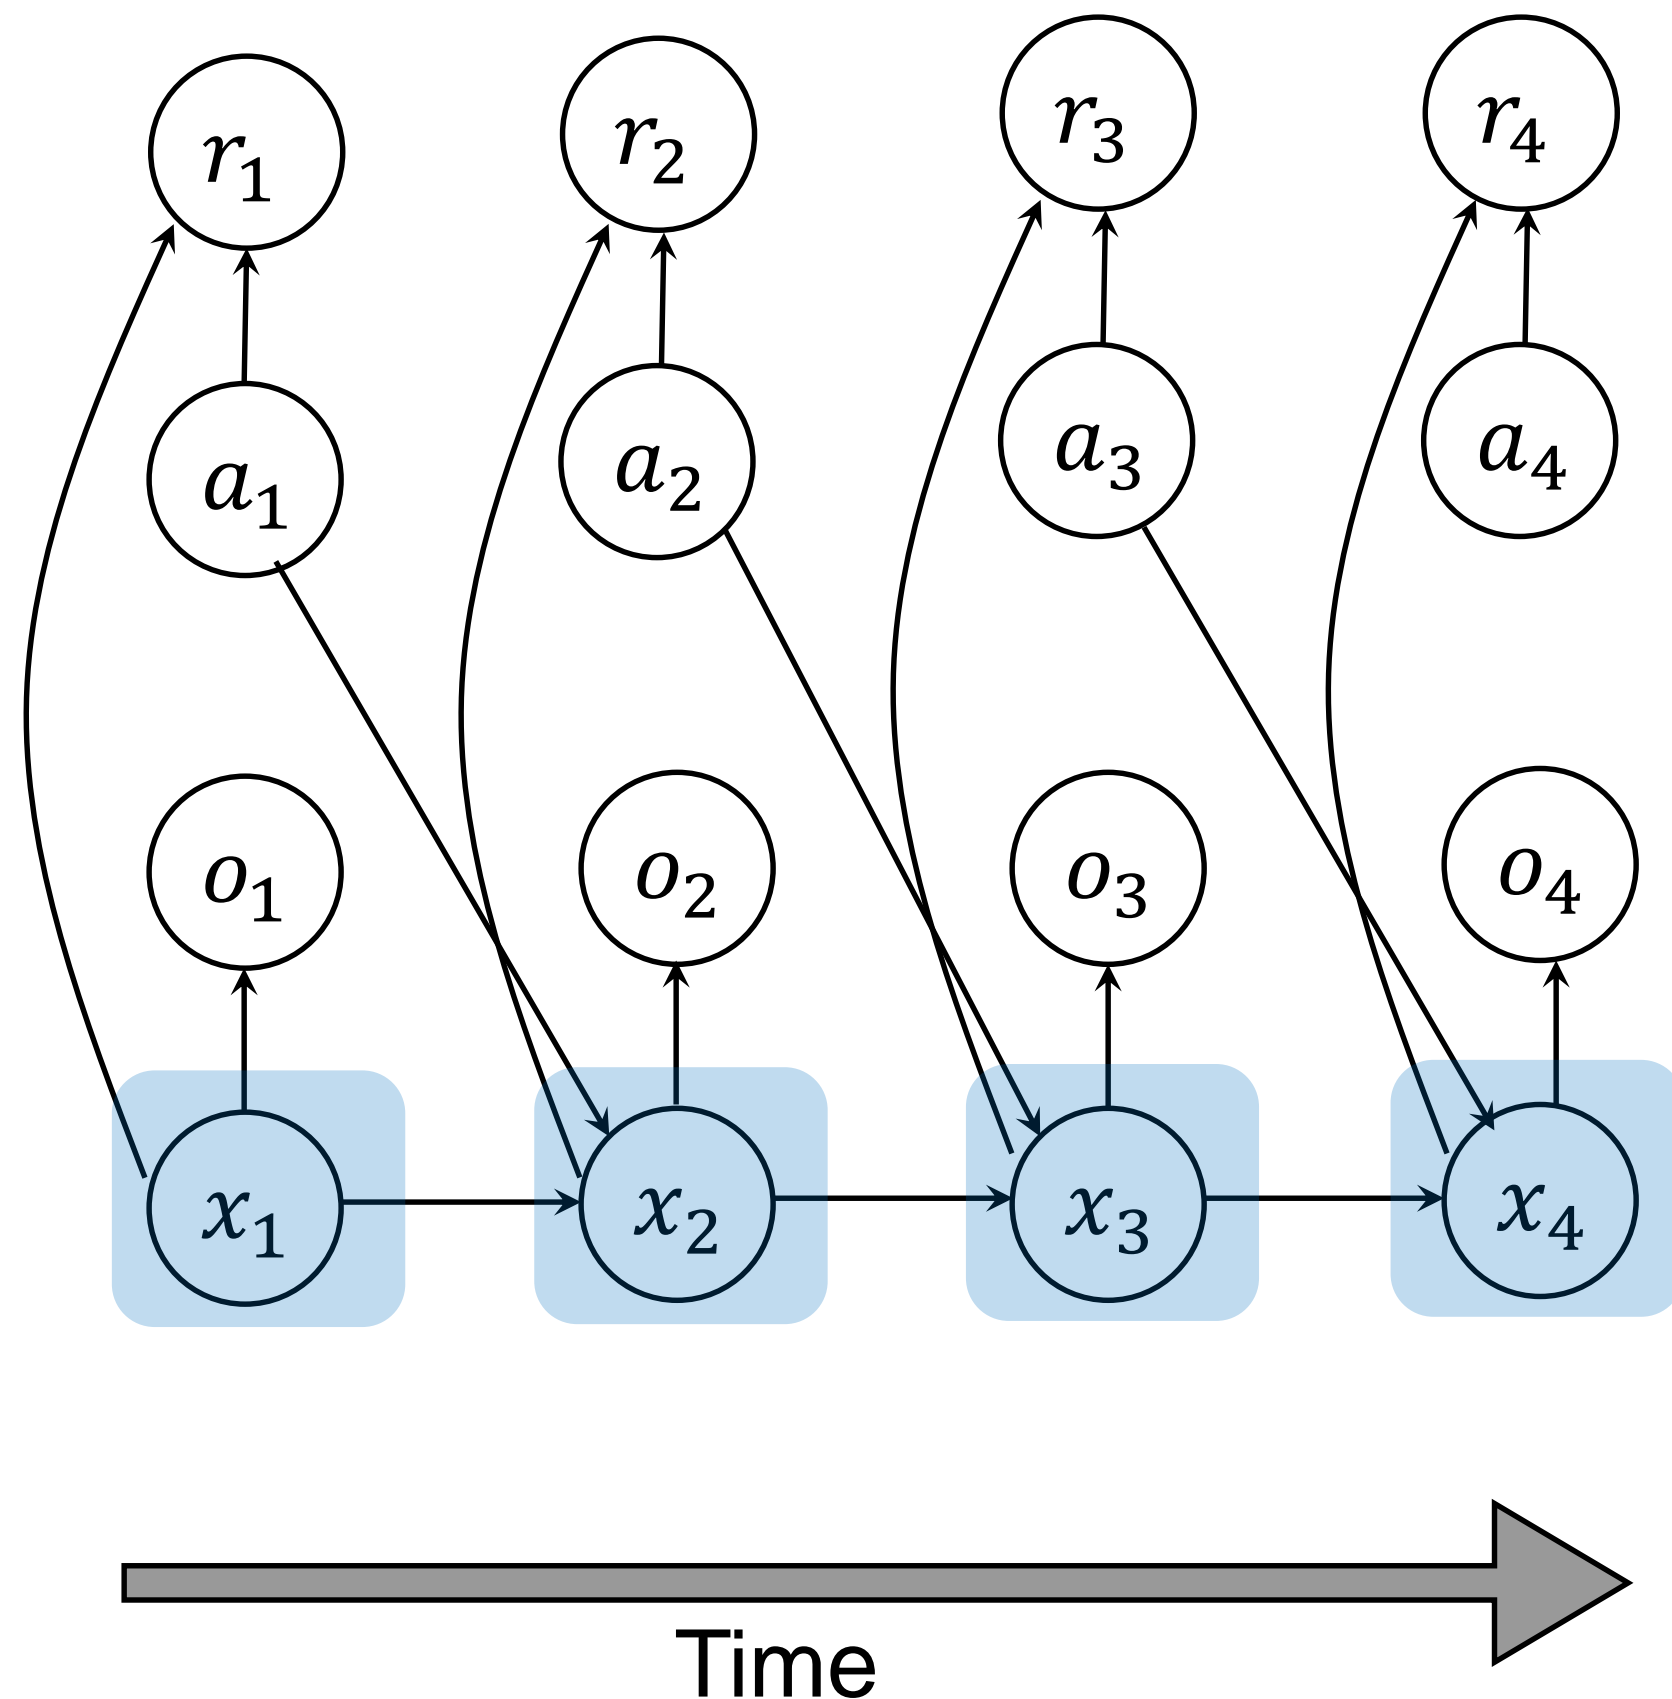 r₁ r₂ r₃ r₄
a₁ a₂ a₃ a₄
o₁ o₂ o₃ o₄
x₁ x₂ x₃ x₄
Time